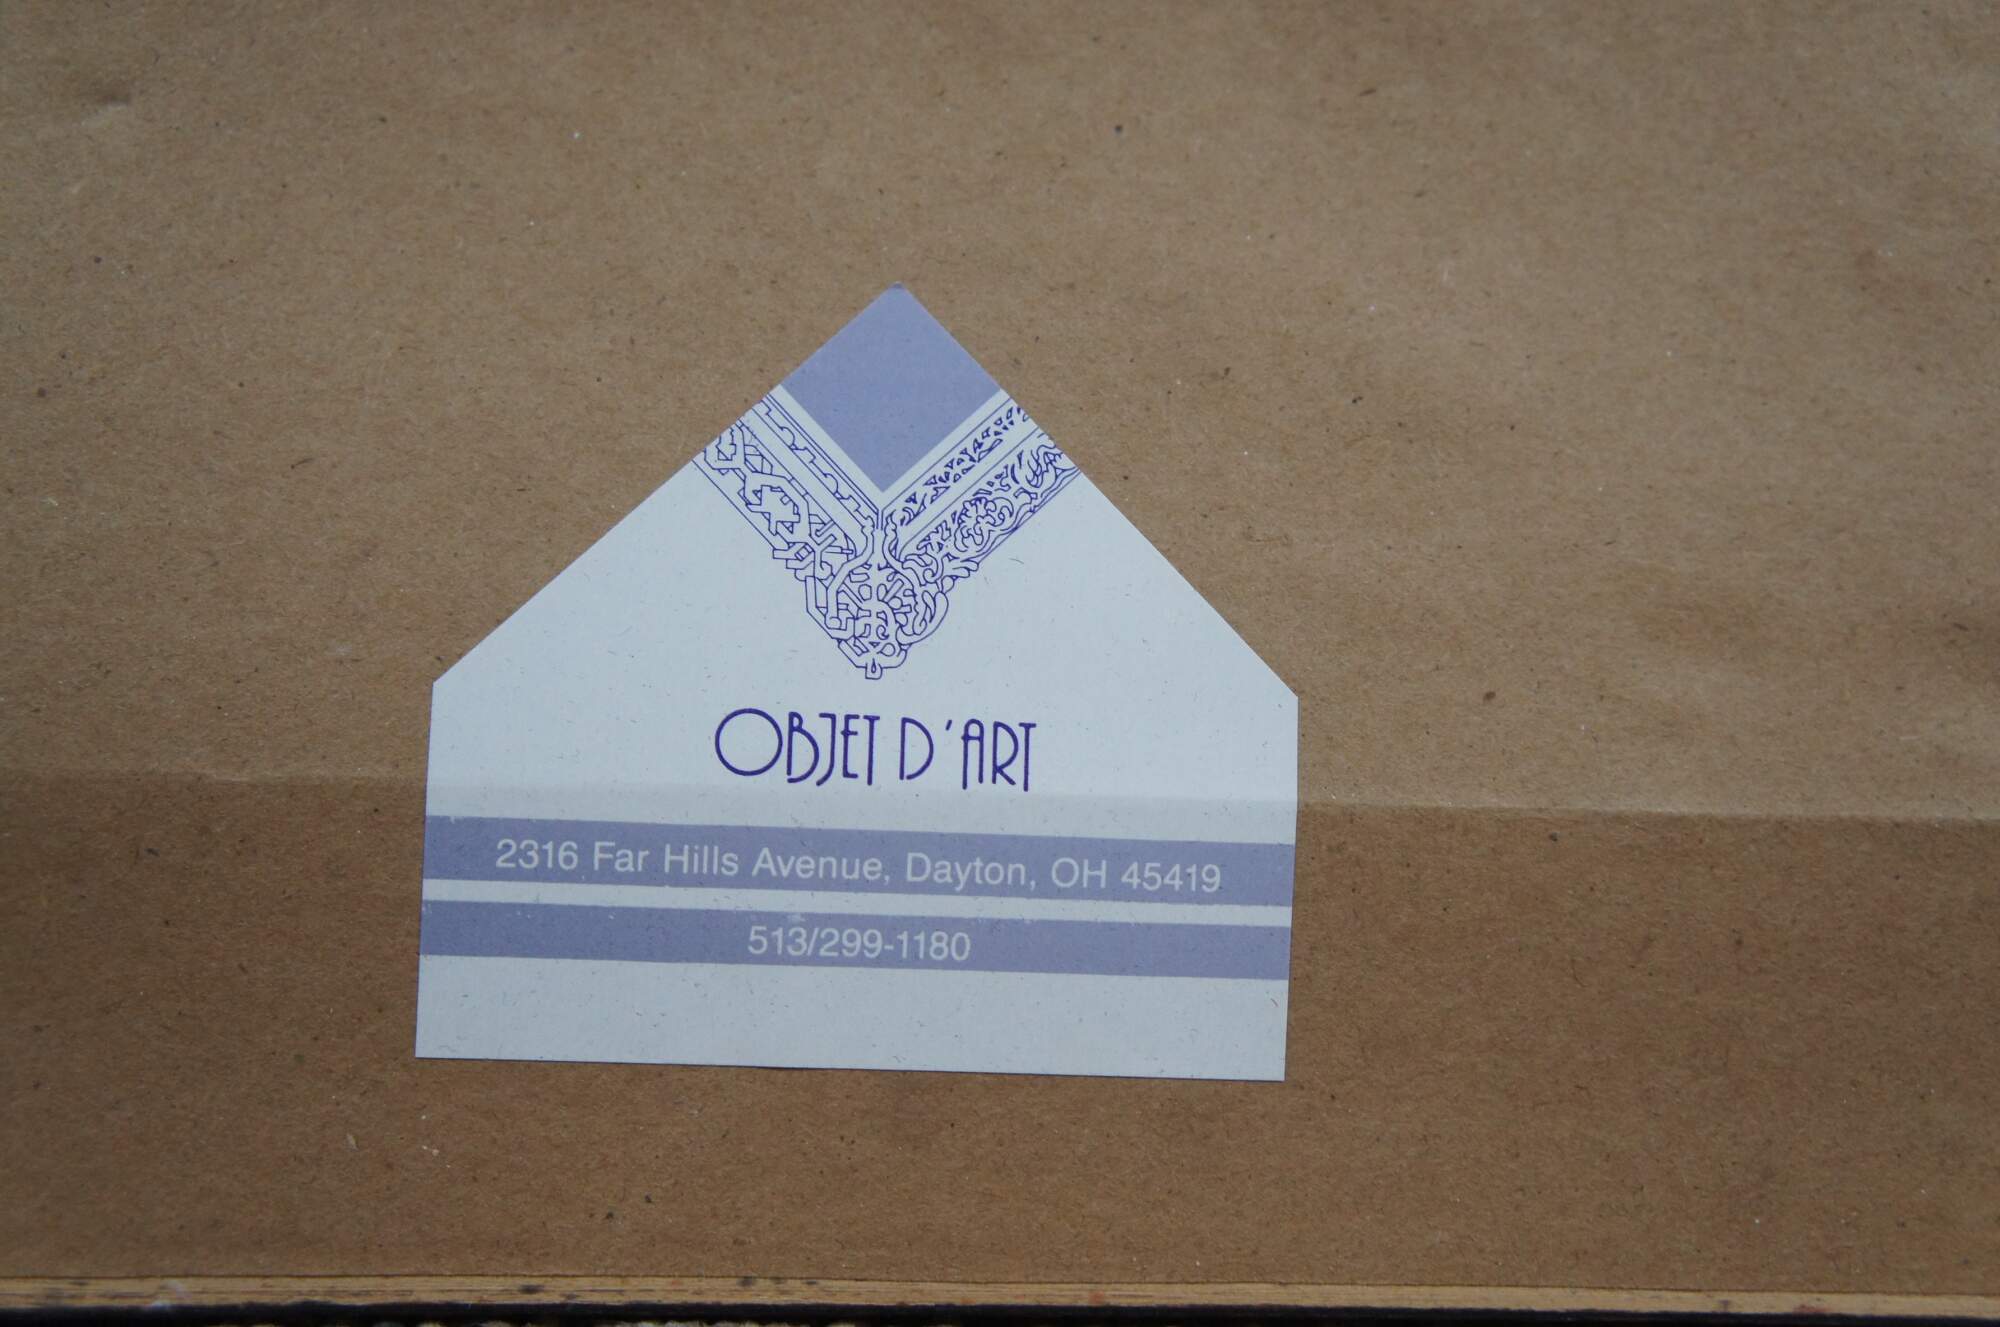 OBJET D'ART
2316 Far Hills Avenue, Dayton, OH 45419
513/299-1180